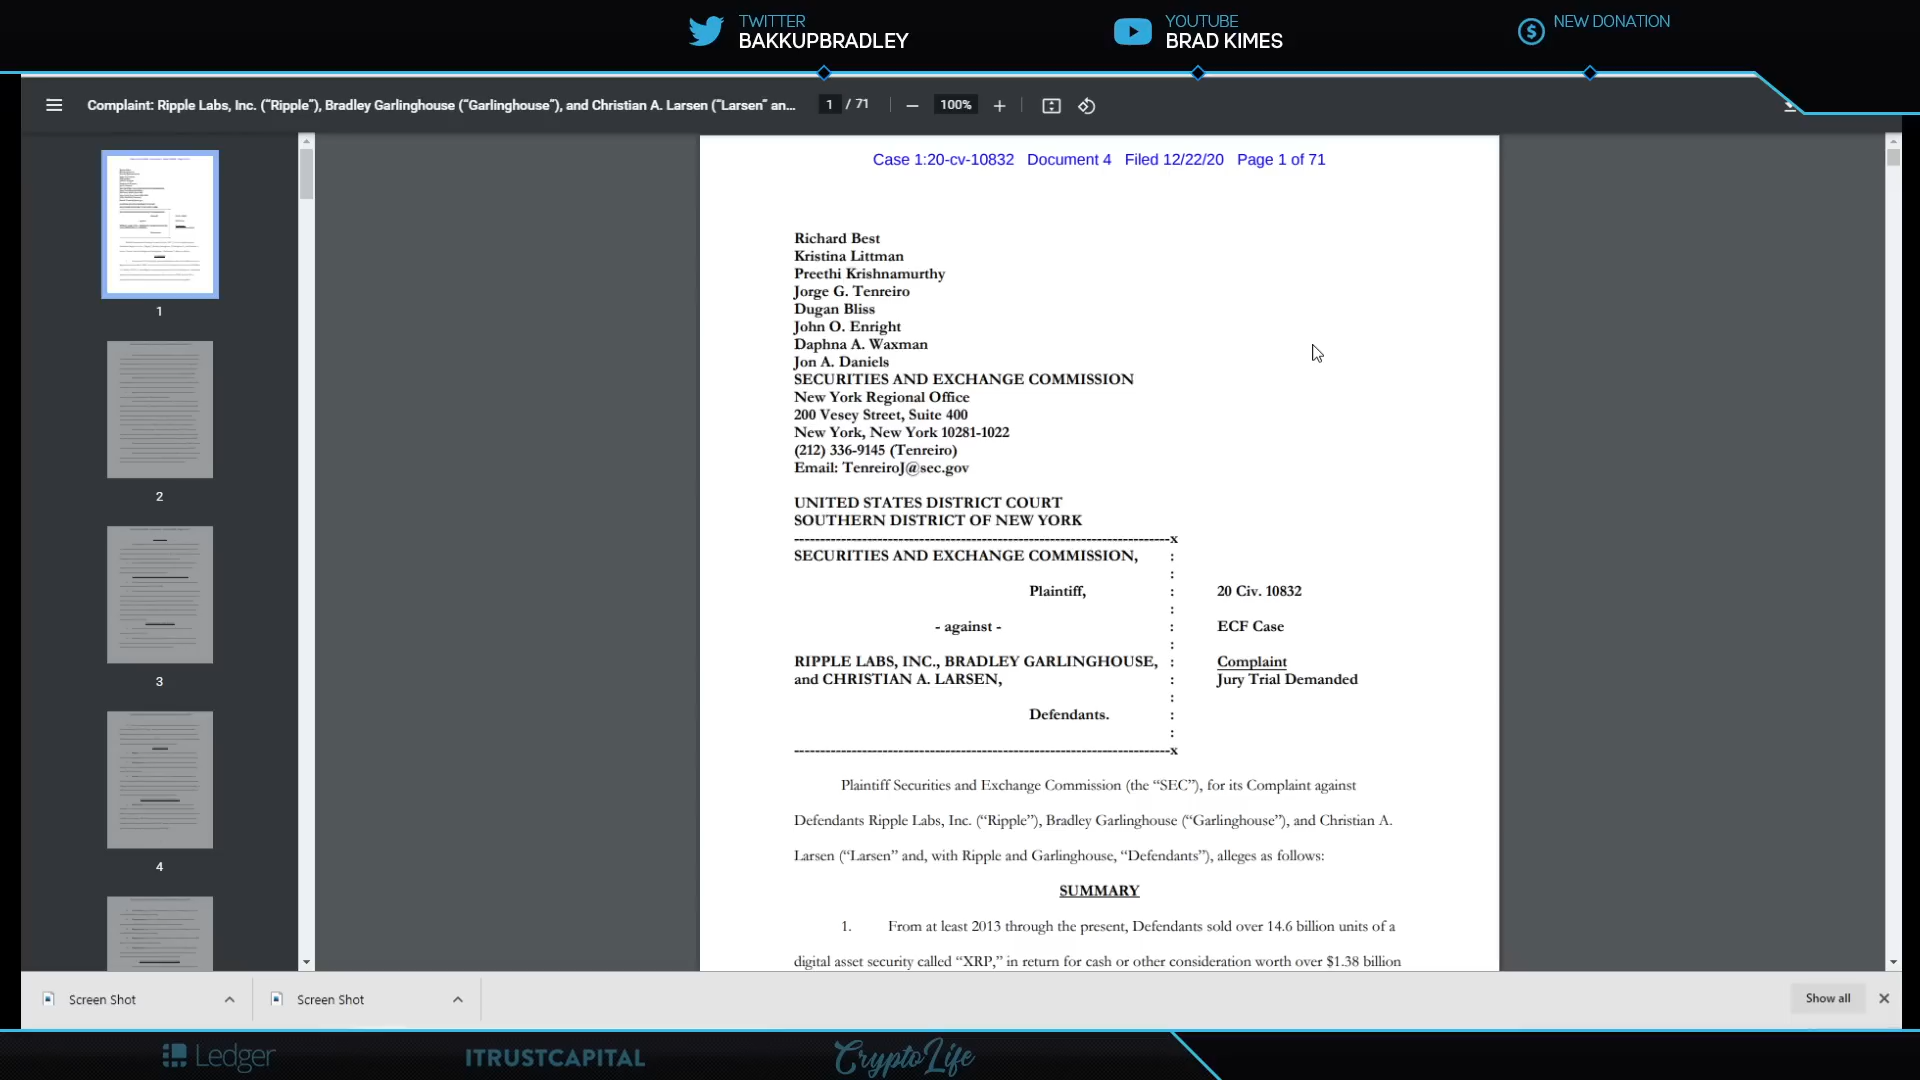 TWITTER
BAKKUPBRADLEY
YOUTUBE
BRAD KIMES
NEW DONATION
Complaint: Ripple Labs, Inc. (“Ripple”), Bradley Garlinghouse (“Garlinghouse”), and Christian A. Larsen (“Larsen” an...
1 / 71
100%
Case 1:20-cv-10832 Document 4 Filed 12/22/20 Page 1 of 71
Richard Best
Kristina Littman
Preethi Krishnamurthy
Jorge G. Tenreiro
Dugan Bliss
John O. Enright
Daphna A. Waxman
Jon A. Daniels
SECURITIES AND EXCHANGE COMMISSION
New York Regional Office
200 Vesey Street, Suite 400
New York, New York 10281-1022
(212) 336-9145 (Tenreiro)
Email: TenreiroJ@sec.gov
UNITED STATES DISTRICT COURT
SOUTHERN DISTRICT OF NEW YORK
------------------------------------------------------------------------x
SECURITIES AND EXCHANGE COMMISSION, :
:
Plaintiff, : 20 Civ. 10832
:
- against - : ECF Case
:
RIPPLE LABS, INC., BRADLEY GARLINGHOUSE, : Complaint
and CHRISTIAN A. LARSEN, : Jury Trial Demanded
:
Defendants. :
:
------------------------------------------------------------------------x
Plaintiff Securities and Exchange Commission (the “SEC”), for its Complaint against
Defendants Ripple Labs, Inc. (“Ripple”), Bradley Garlinghouse (“Garlinghouse”), and Christian A.
Larsen (“Larsen” and, with Ripple and Garlinghouse, “Defendants”), alleges as follows:
SUMMARY
1. From at least 2013 through the present, Defendants sold over 14.6 billion units of a
digital asset security called “XRP,” in return for cash or other consideration worth over $1.38 billion
1
2
3
4
Screen Shot
Screen Shot
Show all
Ledger
ITRUSTCAPITAL
CryptoLife